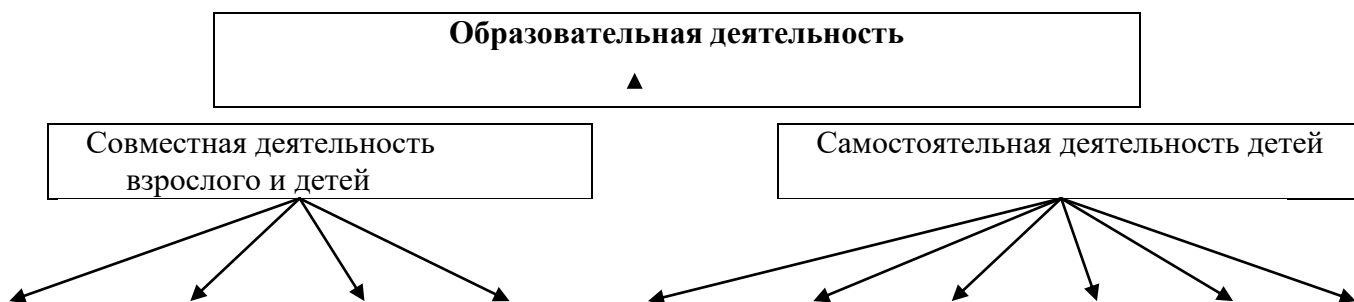 Образовательная деятельность
Совместная деятельность
взрослого и детей
Самостоятельная деятельность детей